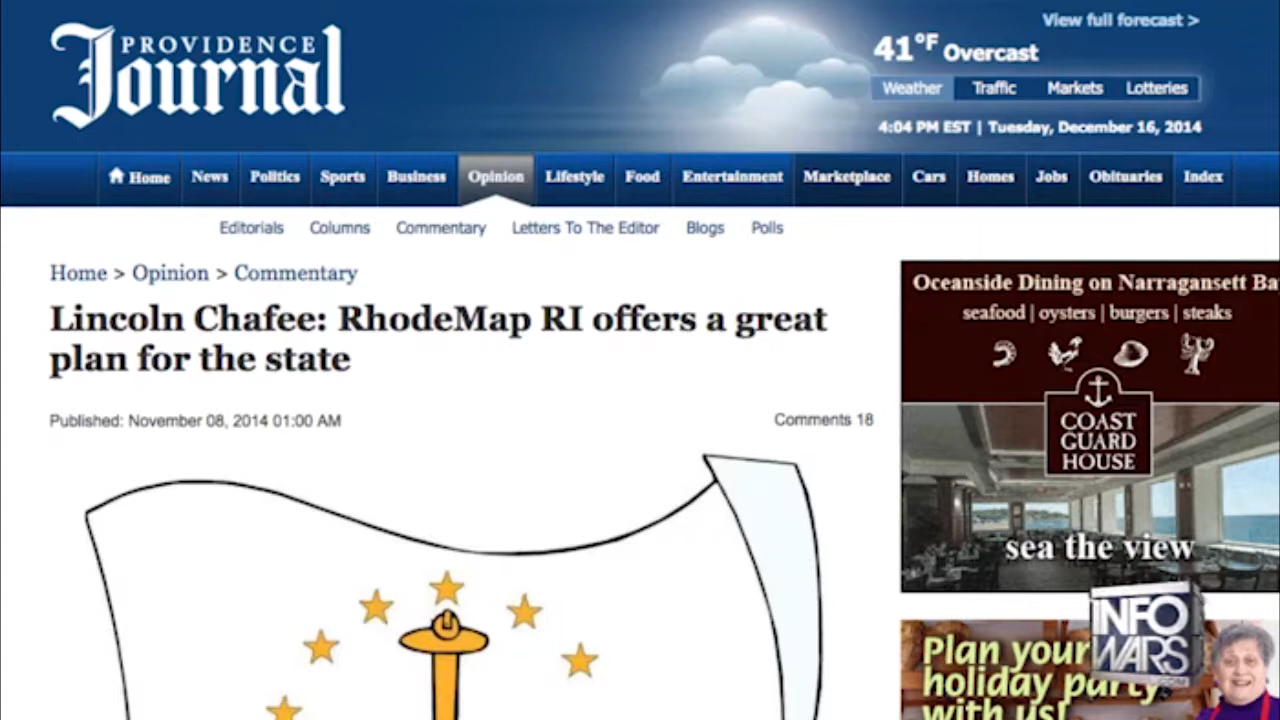 View full forecast >
PROVIDENCE
Journal
41°F Overcast
Weather Traffic Markets Lotteries
4:04 PM EST | Tuesday, December 16, 2014
Home News Politics Sports Business Opinion Lifestyle Food Entertainment Marketplace Cars Homes Jobs Obituaries Index
Editorials Columns Commentary Letters To The Editor Blogs Polls
Home > Opinion > Commentary
Lincoln Chafee: RhodeMap RI offers a great
plan for the state
Published: November 08, 2014 01:00 AM
Comments 18
Oceanside Dining on Narragansett Ba
seafood | oysters | burgers | steaks
COAST
GUARD
HOUSE
sea the view
Plan your
holiday party
with us!
INFO
WARS
.COM